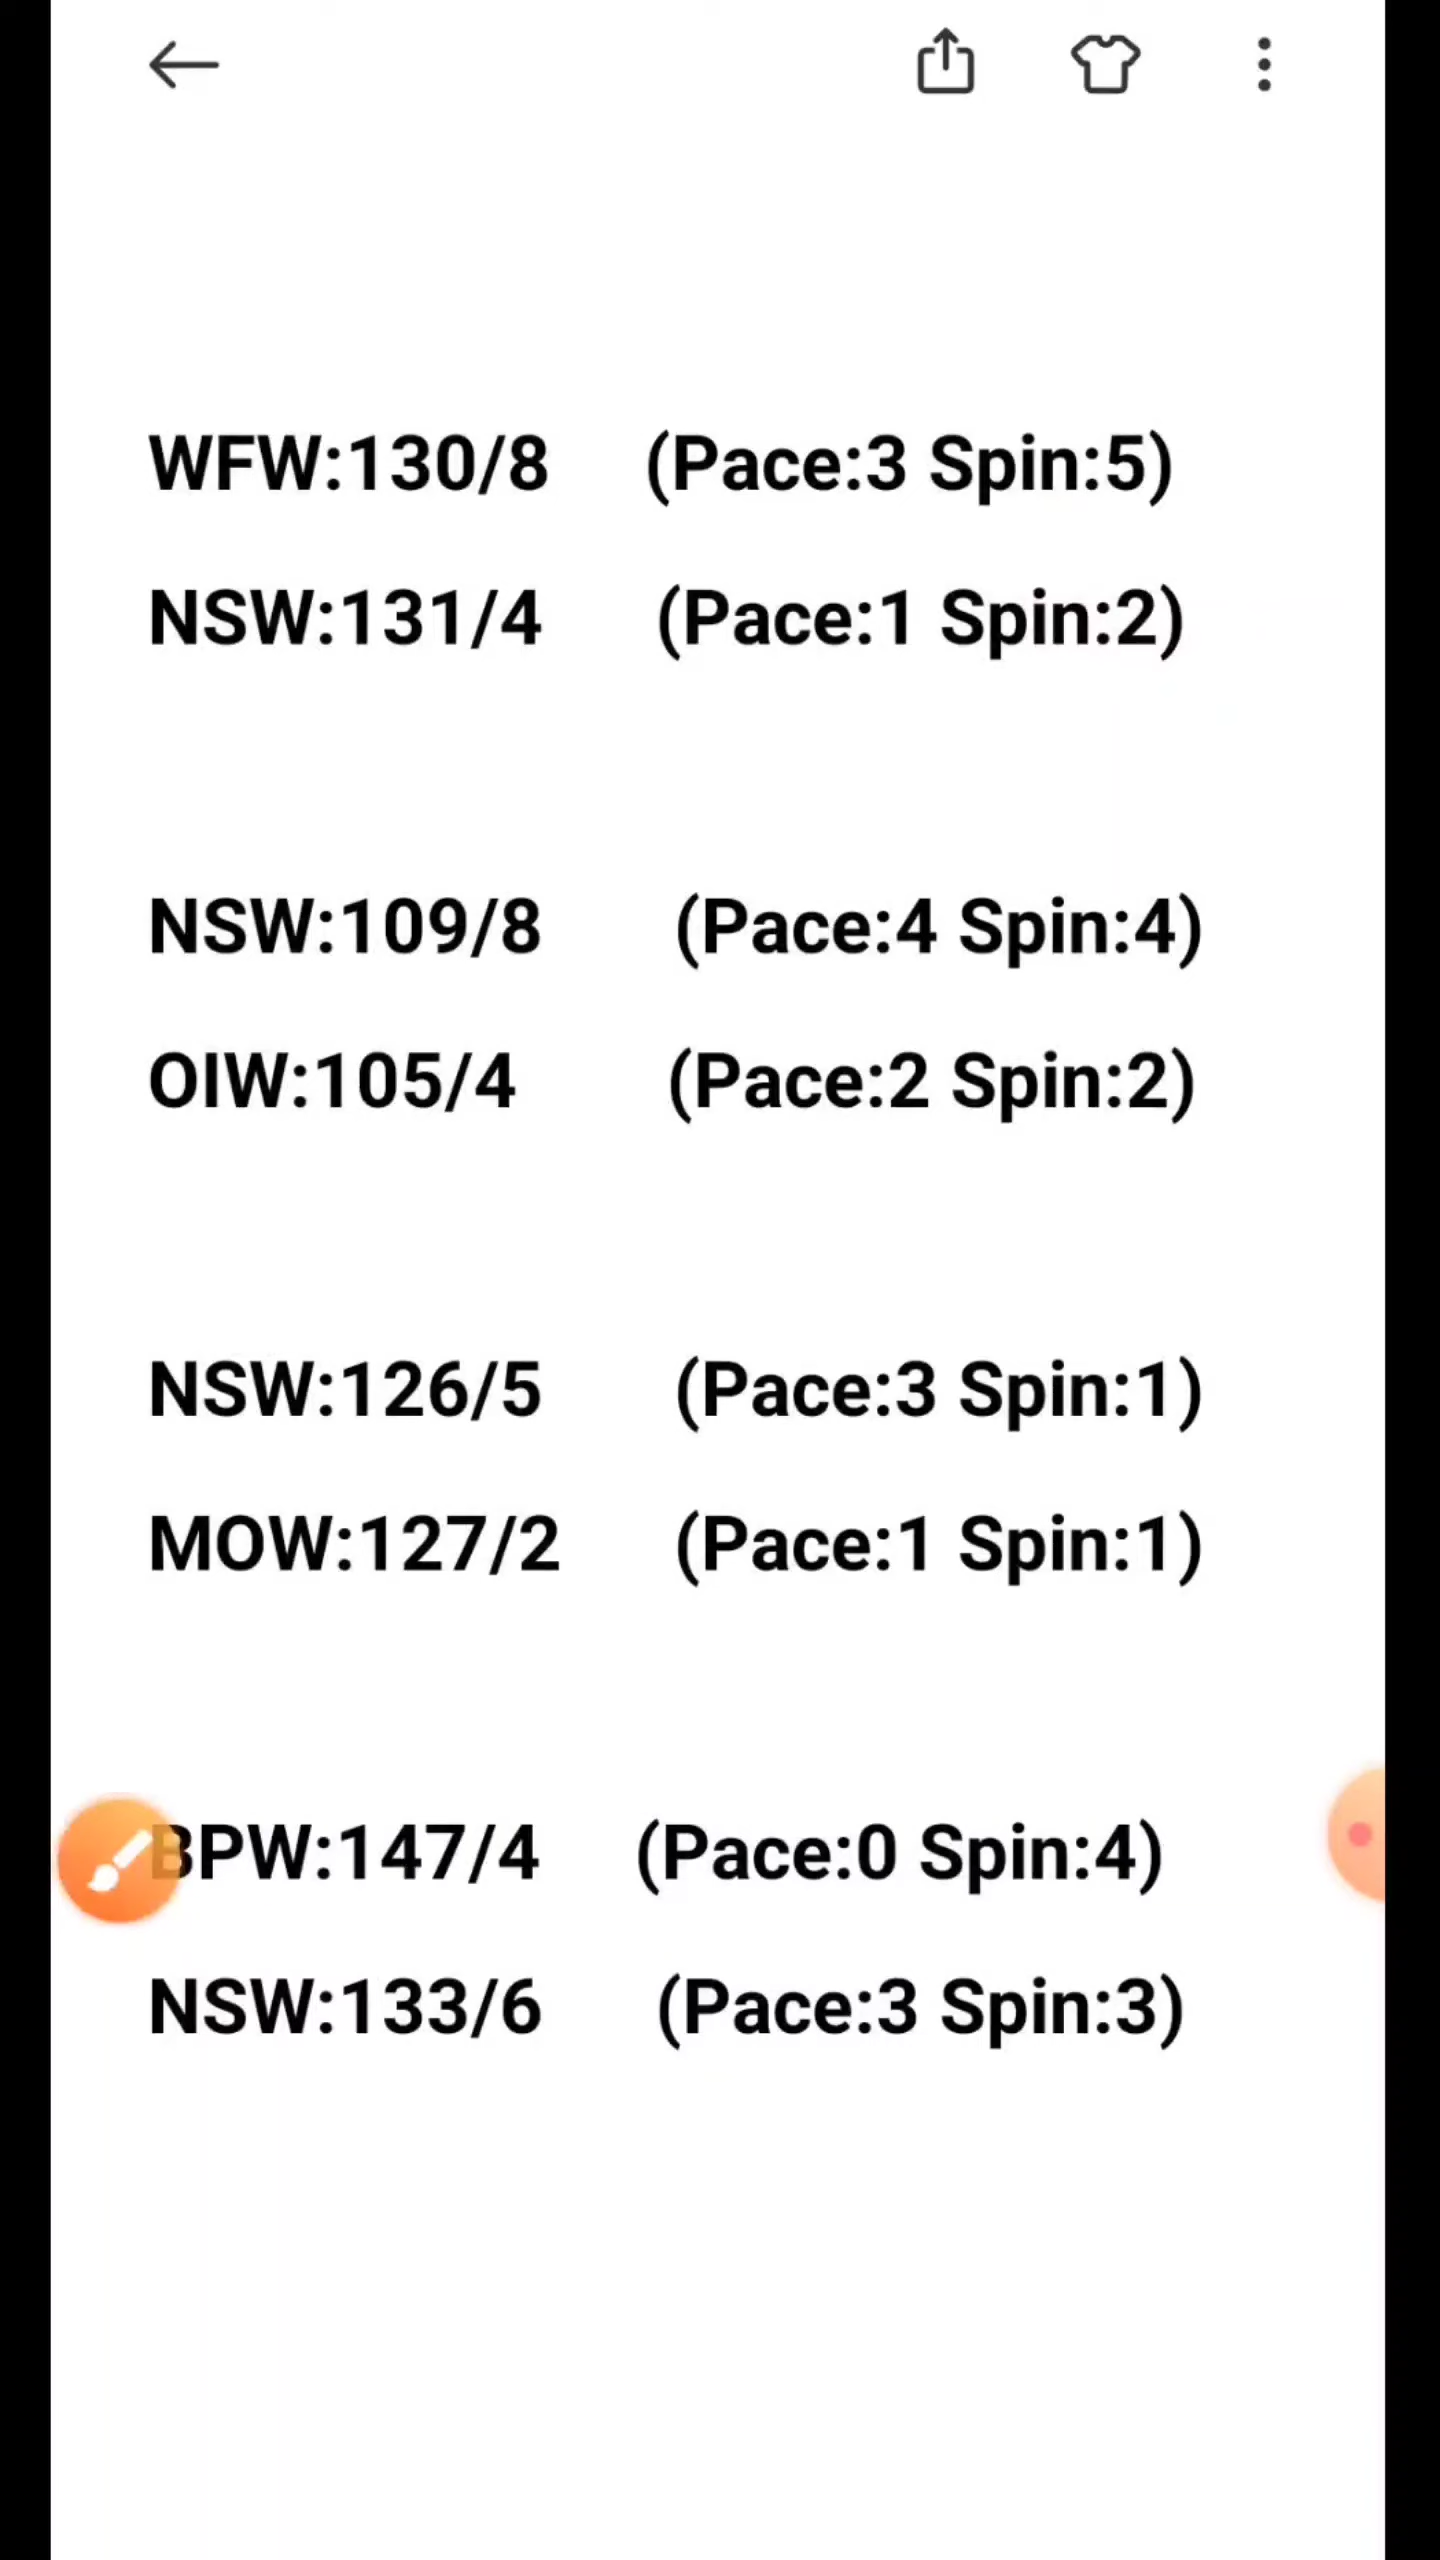 WFW:130/8 (Pace:3 Spin:5)
NSW:131/4 (Pace:1 Spin:2)
NSW:109/8 (Pace:4 Spin:4)
OIW:105/4 (Pace:2 Spin:2)
NSW:126/5 (Pace:3 Spin:1)
MOW:127/2 (Pace:1 Spin:1)
BPW:147/4 (Pace:0 Spin:4)
NSW:133/6 (Pace:3 Spin:3)